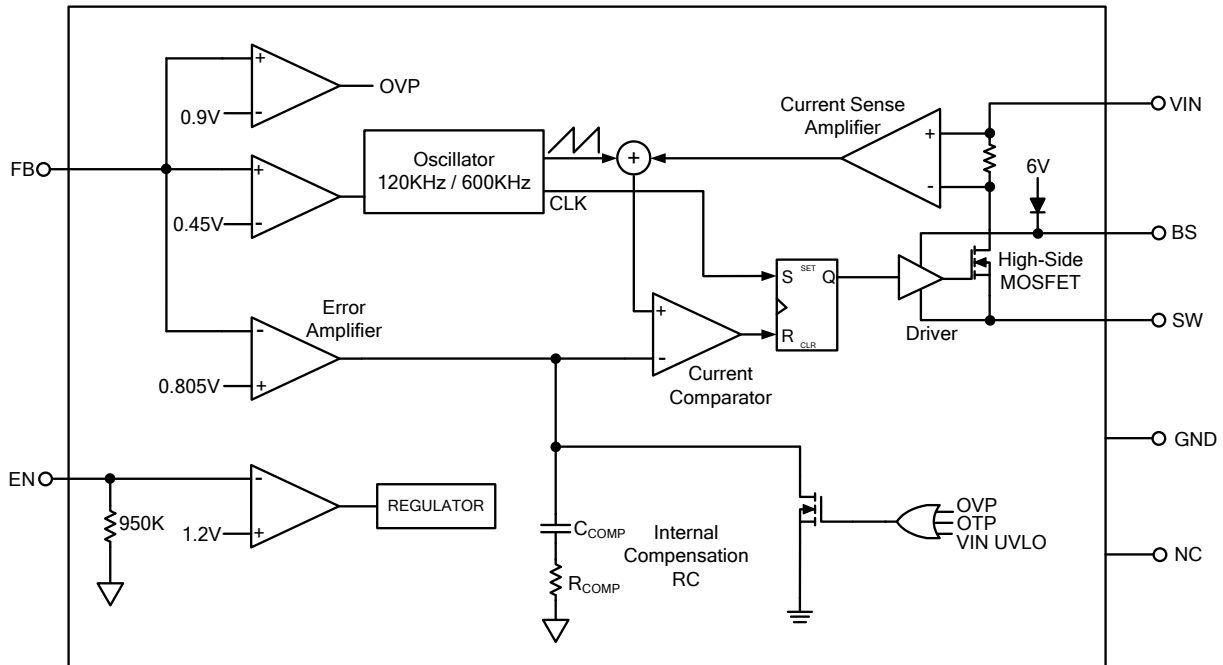 +
OVP
0.9V
-
FB
+
0.45V
-
Oscillator
120KHz / 600KHz
CLK
+
Current Sense
Amplifier
+
-
VIN
6V
BS
High-Side
MOSFET
SW
Driver
S
SET
Q
R
CLR
+
-
Current
Comparator
Error
Amplifier
-
0.805V
+
GND
EN
-
950K
1.2V
+
REGULATOR
CCOMP
RCOMP
Internal
Compensation
RC
OVP
OTP
VIN UVLO
NC